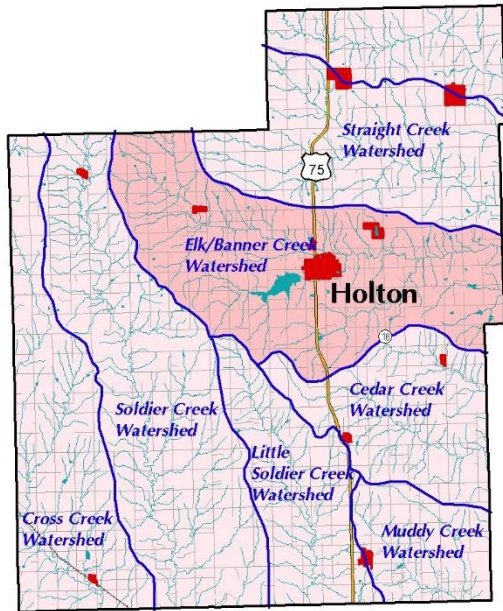 Straight Creek
Watershed
75
Elk/Banner Creek
Watershed
Holton
16
Cedar Creek
Watershed
Soldier Creek
Watershed
Little
Soldier Creek
Watershed
Cross Creek
Watershed
Muddy Creek
Watershed